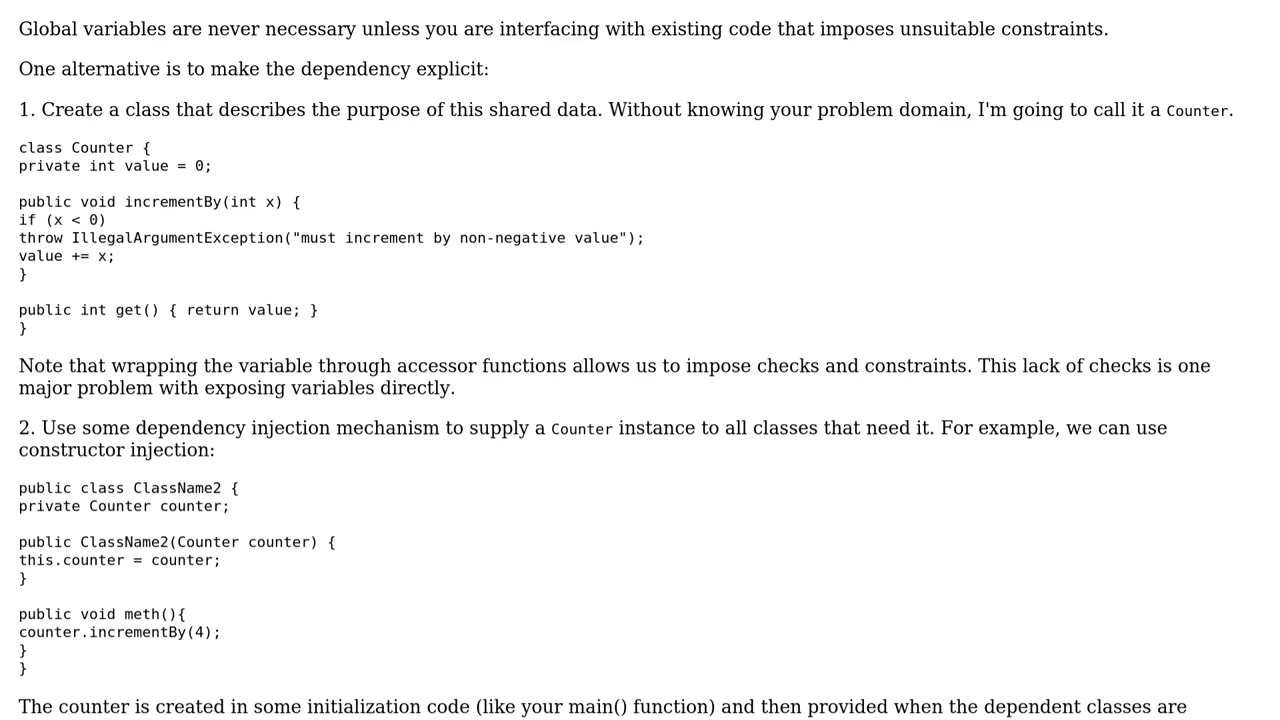 Global variables are never necessary unless you are interfacing with existing code that imposes unsuitable constraints.
One alternative is to make the dependency explicit:
1. Create a class that describes the purpose of this shared data. Without knowing your problem domain, I'm going to call it a Counter.
class Counter {
private int value = 0;
public void incrementBy(int x) {
if (x < 0)
throw IllegalArgumentException("must increment by non-negative value");
value += x;
}
public int get() { return value; }
}
Note that wrapping the variable through accessor functions allows us to impose checks and constraints. This lack of checks is one
major problem with exposing variables directly.
2. Use some dependency injection mechanism to supply a Counter instance to all classes that need it. For example, we can use
constructor injection:
public class ClassName2 {
private Counter counter;
public ClassName2(Counter counter) {
this.counter = counter;
}
public void meth(){
counter.incrementBy(4);
}
}
The counter is created in some initialization code (like your main() function) and then provided when the dependent classes are